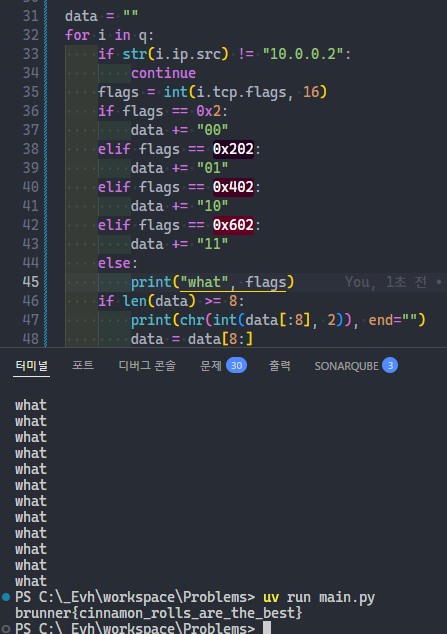 31 data = ""
32 for i in q:
33 if str(i.ip.src) != "10.0.0.2":
34 continue
35 flags = int(i.tcp.flags, 16)
36 if flags == 0x2:
37 data += "00"
38 elif flags == 0x202:
39 data += "01"
40 elif flags == 0x402:
41 data += "10"
42 elif flags == 0x602:
43 data += "11"
44 else:
45 print("what", flags) You, 1초 전 •
46 if len(data) >= 8:
47 print(chr(int(data[:8], 2)), end="")
48 data = data[8:]
터미널 포트 디버그 콘솔 문제 30 출력 SONARQUBE 3
what
what
what
what
what
what
what
what
what
what
what
what
PS C:\_Evh\workspace\Problems> uv run main.py
brunner{cinnamon_rolls_are_the_best}
PS C:\_Evh\workspace\Problems>